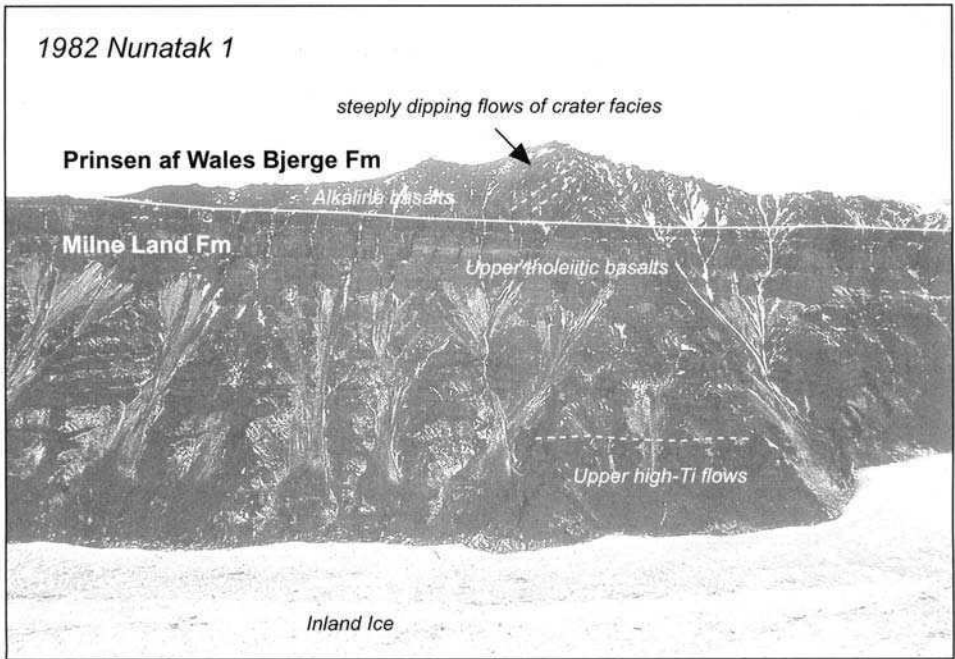 1982 Nunatak 1
steeply dipping flows of crater facies
Prinsen af Wales Bjerge Fm
Alkaline basalts
Milne Land Fm
Upper tholeiitic basalts
Upper high-Ti flows
Inland Ice